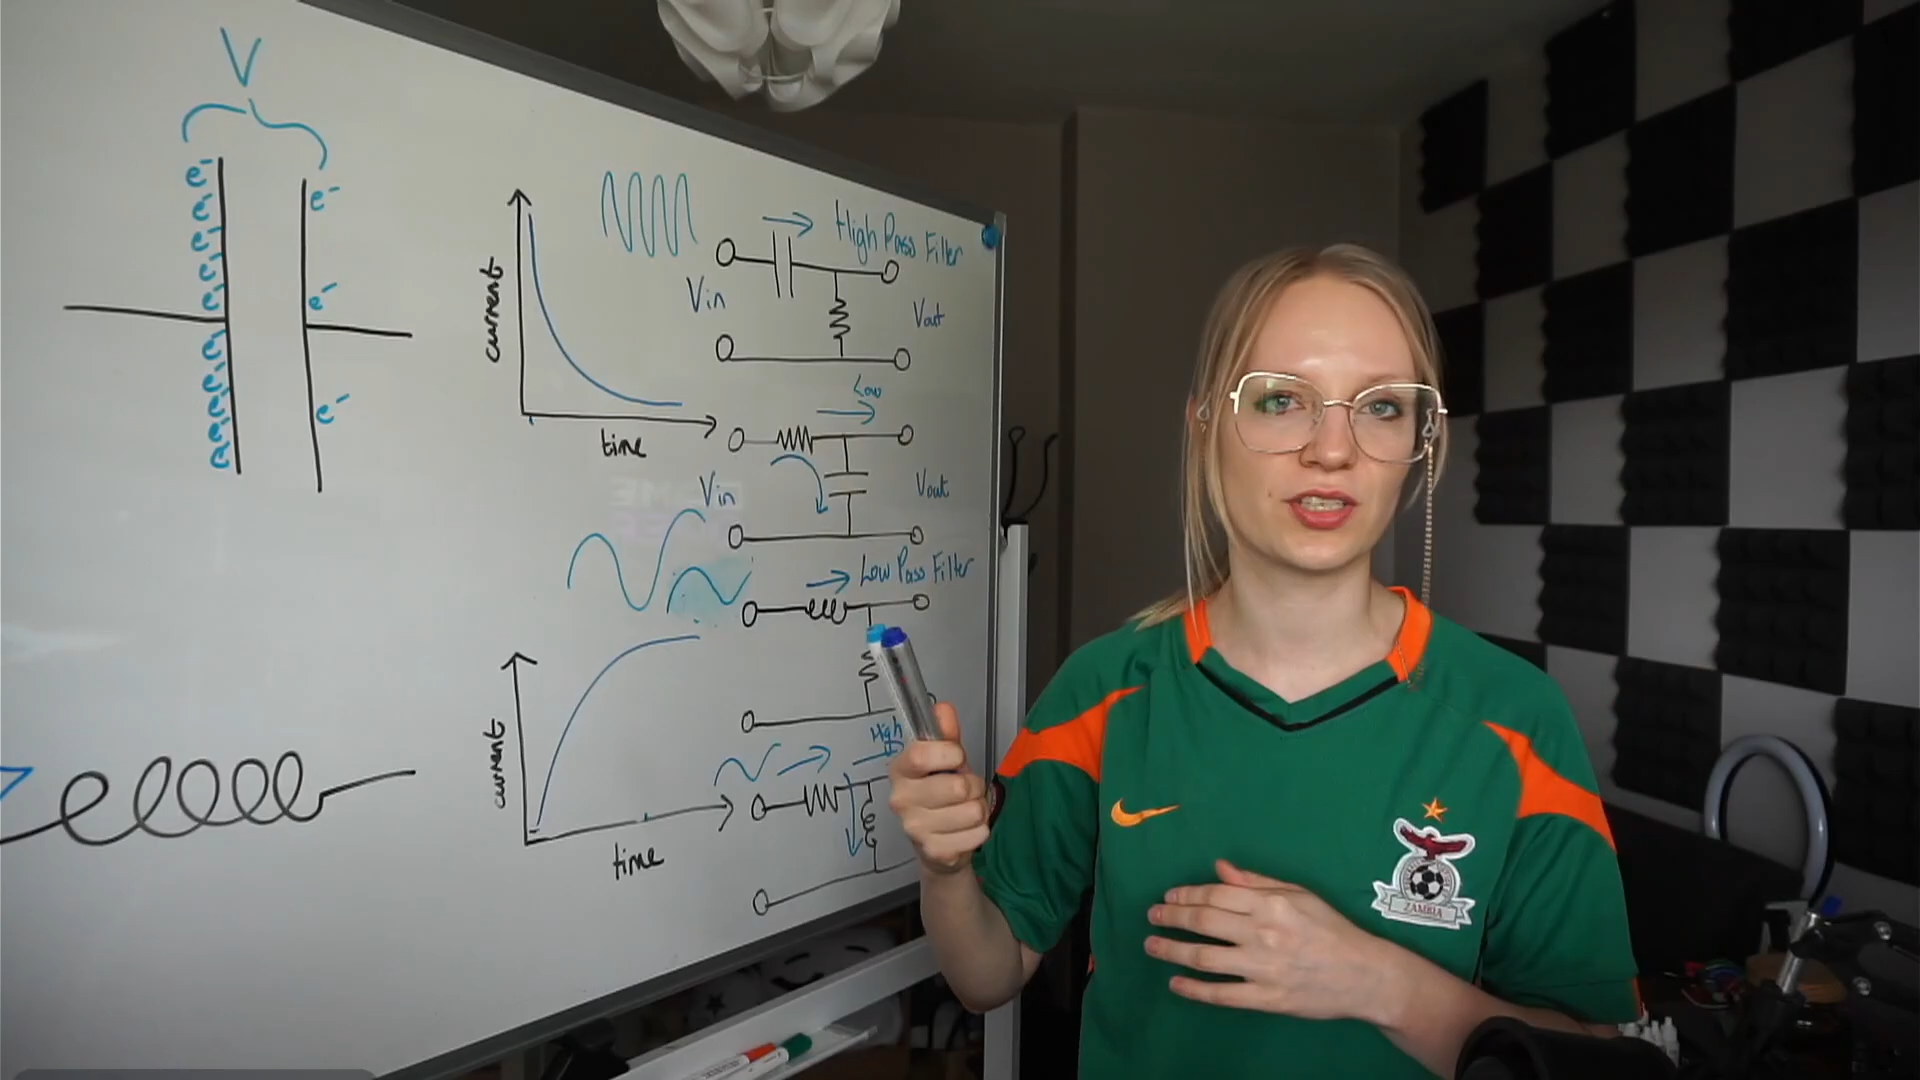 V
e⁻
e⁻
e⁻
current
time
High Pass Filter
Vin
Vout
Low
Vin
Vout
Low Pass Filter
High
current
time
ZAMBIA